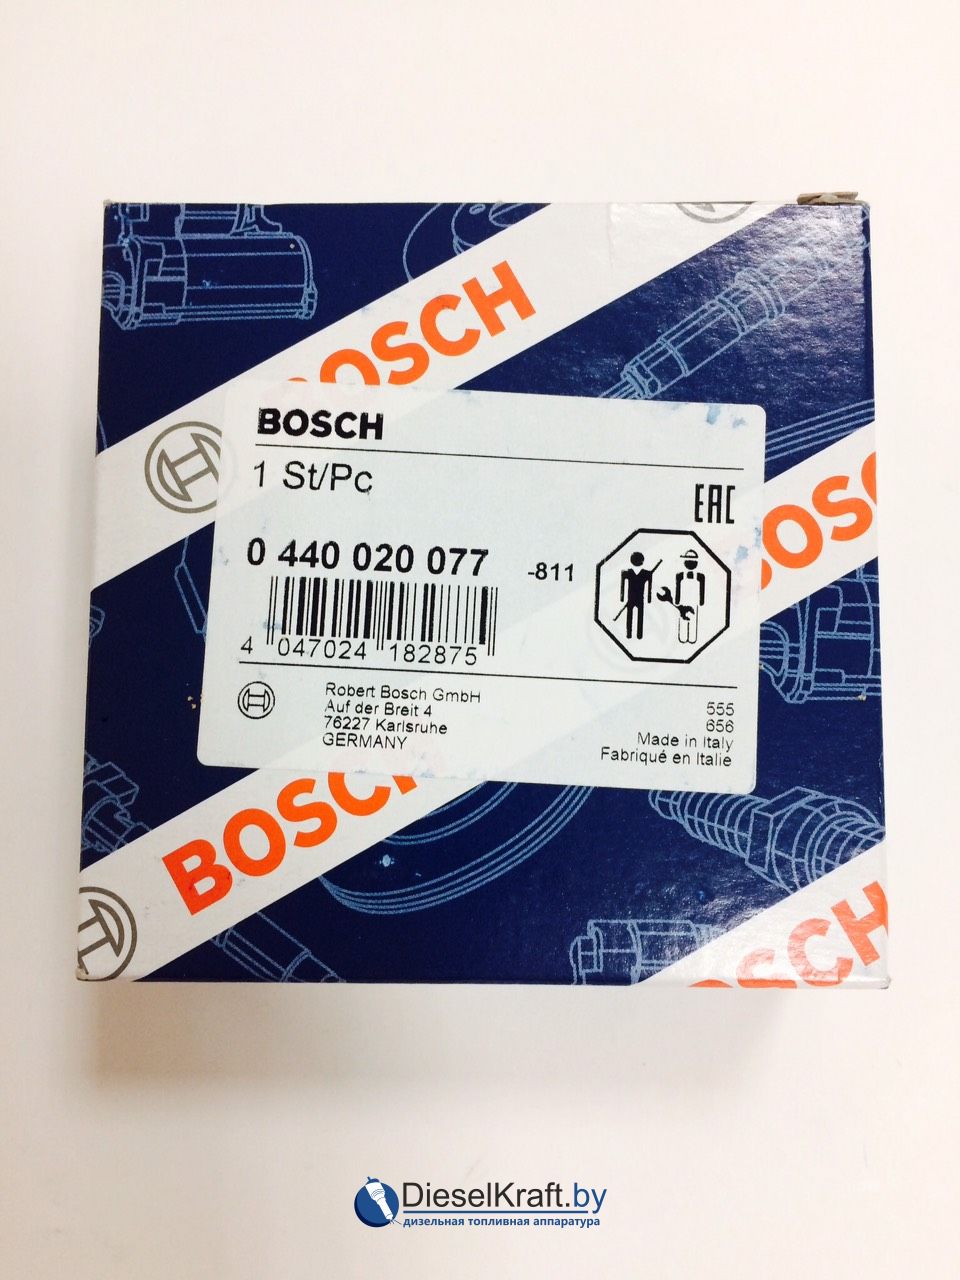 BOSCH
BOSCH
1 St/Pc
EAC
BOSCH
0 440 020 077
-811
4 047024 182875
Robert Bosch GmbH
Auf der Breit 4
76227 Karlsruhe
GERMANY
555
656
Made in Italy
Fabriqué en Italie
BOSCH
BOSCH
DieselKraft.by
дизельная топливная аппаратура